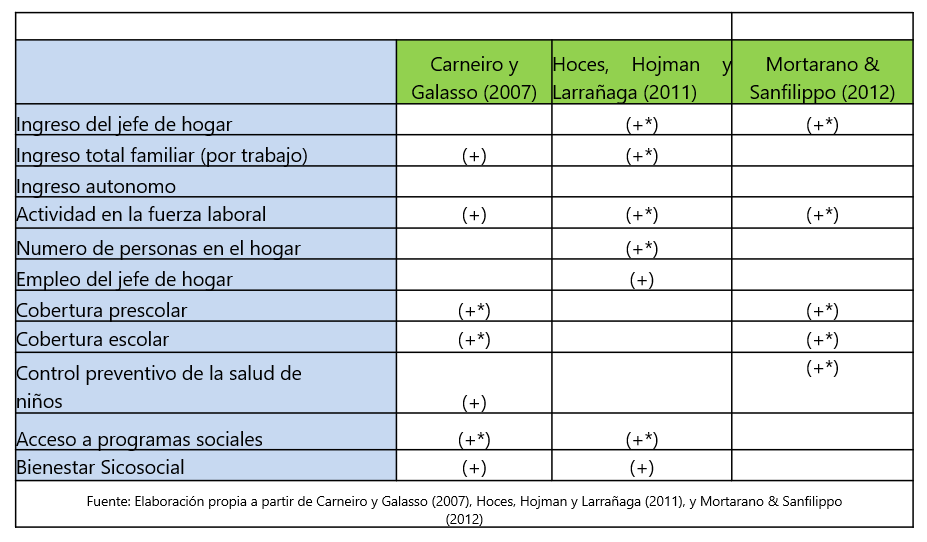 Carneiro y Galasso (2007) Hoces, Hojman y Larrañaga (2011) Mortarano & Sanfilippo (2012)
Ingreso del jefe de hogar (+*) (+*)
Ingreso total familiar (por trabajo) (+) (+*)
Ingreso autonomo
Actividad en la fuerza laboral (+) (+*) (+*)
Numero de personas en el hogar (+*)
Empleo del jefe de hogar (+)
Cobertura prescolar (+*) (+*)
Cobertura escolar (+*) (+*)
Control preventivo de la salud de
niños (+) (+*)
Acceso a programas sociales (+*) (+*)
Bienestar Sicosocial (+) (+)
Fuente: Elaboración propia a partir de Carneiro y Galasso (2007), Hoces, Hojman y Larrañaga (2011), y Mortarano & Sanfilippo
(2012)